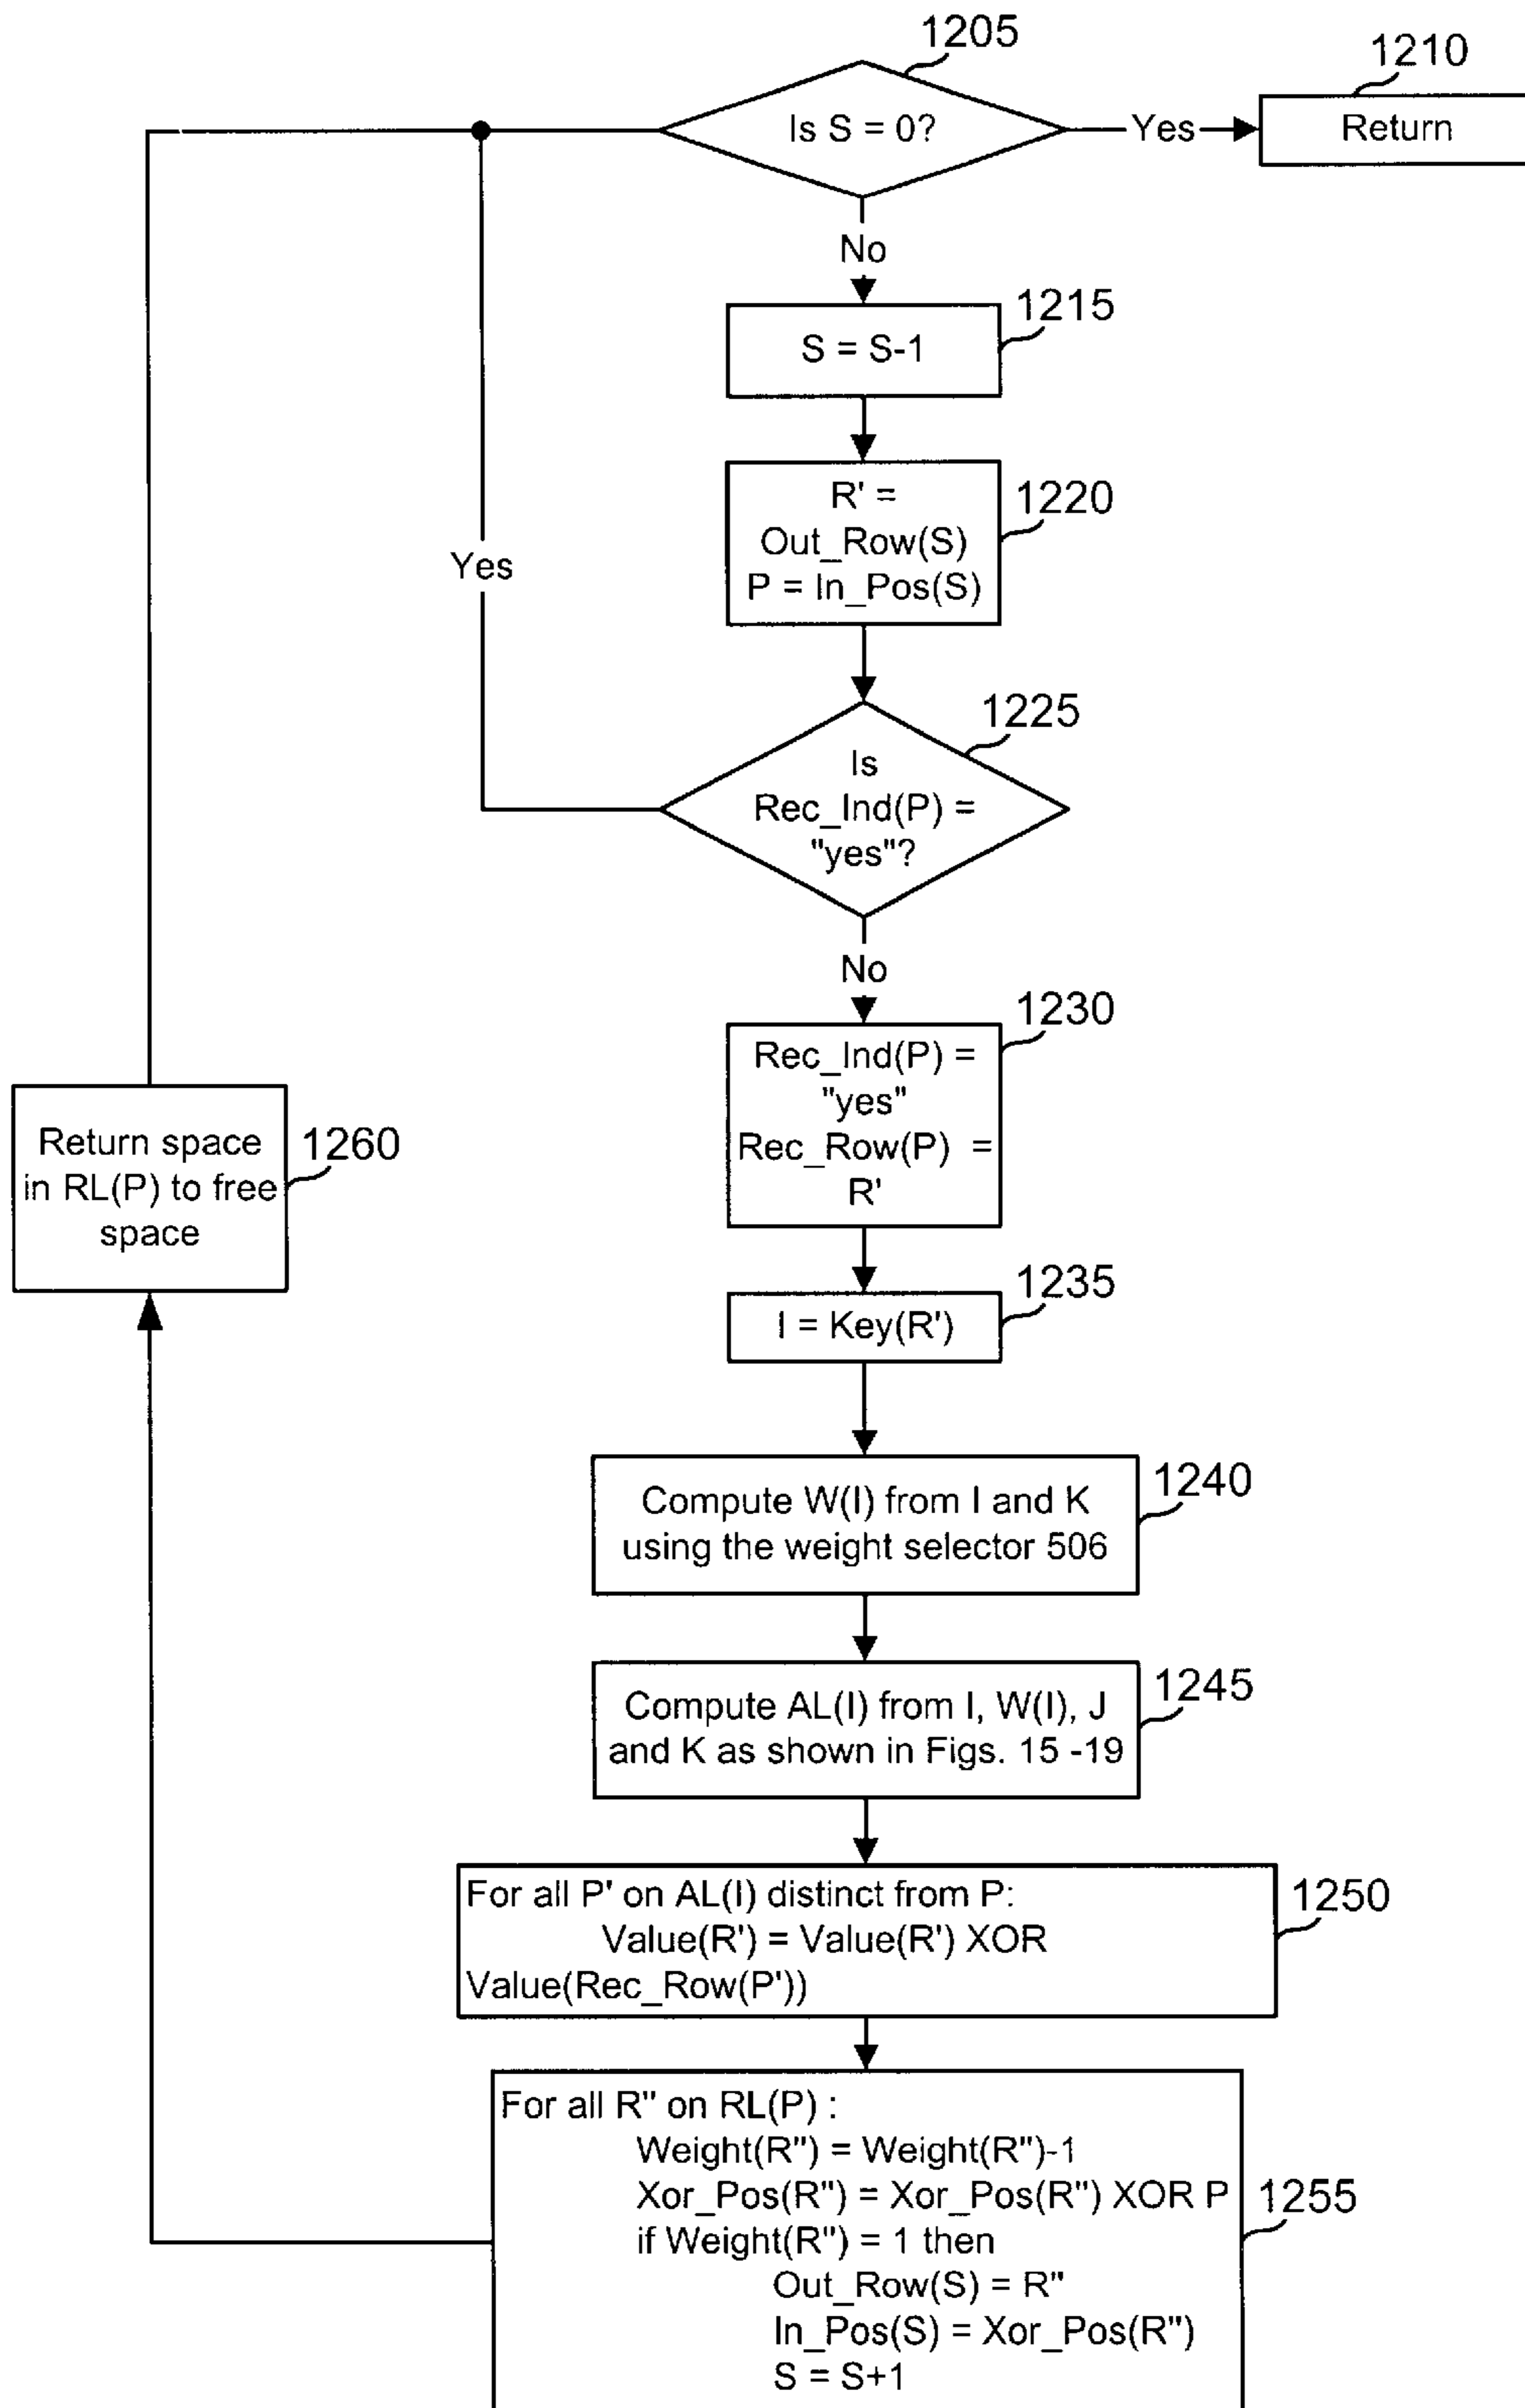 1205
1210
Is S = 0?
Yes
Return
No
1215
S = S-1
1220
R' =
Out_Row(S)
P = In_Pos(S)
Yes
1225
Is
Rec_Ind(P) =
"yes"?
No
1230
Rec_Ind(P) =
"yes"
Rec_Row(P) =
R'
1260
Return space
in RL(P) to free
space
1235
I = Key(R')
1240
Compute W(I) from I and K
using the weight selector 506
1245
Compute AL(I) from I, W(I), J
and K as shown in Figs. 15 -19
1250
For all P' on AL(I) distinct from P:
Value(R') = Value(R') XOR
Value(Rec_Row(P'))
1255
For all R" on RL(P) :
Weight(R") = Weight(R")-1
Xor_Pos(R") = Xor_Pos(R") XOR P
if Weight(R") = 1 then
Out_Row(S) = R"
In_Pos(S) = Xor_Pos(R")
S = S+1